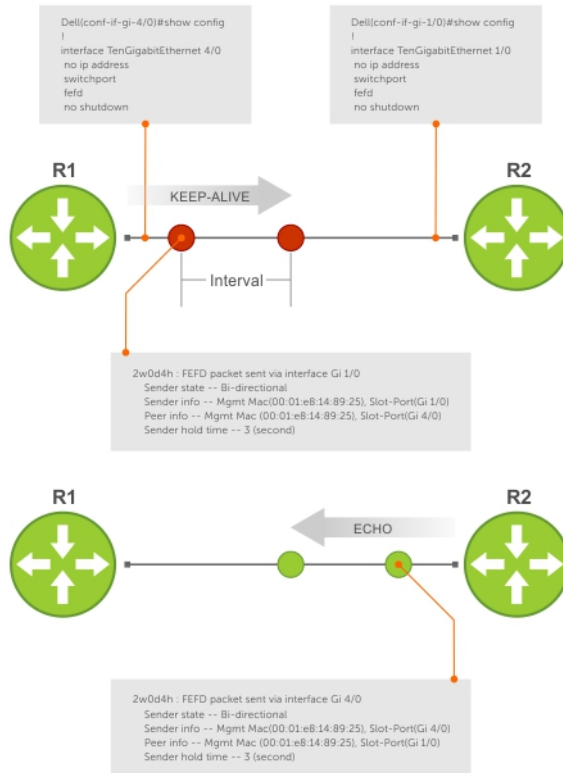 Dell(conf-if-gi-4/0)#show config
!
interface TenGigabitEthernet 4/0
no ip address
switchport
fefd
no shutdown
Dell(conf-if-gi-1/0)#show config
!
interface TenGigabitEthernet 1/0
no ip address
switchport
fefd
no shutdown
R1
R2
KEEP-ALIVE
Interval
2w0d4h : FEFD packet sent via interface Gi 1/0
Sender state -- Bi-directional
Sender info -- Mgmt Mac(00:01:e8:14:89:25), Slot-Port(Gi 1/0)
Peer info -- Mgmt Mac (00:01:e8:14:89:25), Slot-Port(Gi 4/0)
Sender hold time -- 3 (second)
R1
R2
ECHO
2w0d4h : FEFD packet sent via interface Gi 4/0
Sender state -- Bi-directional
Sender info -- Mgmt Mac(00:01:e8:14:89:25), Slot-Port(Gi 4/0)
Peer info -- Mgmt Mac (00:01:e8:14:89:25), Slot-Port(Gi 1/0)
Sender hold time -- 3 (second)